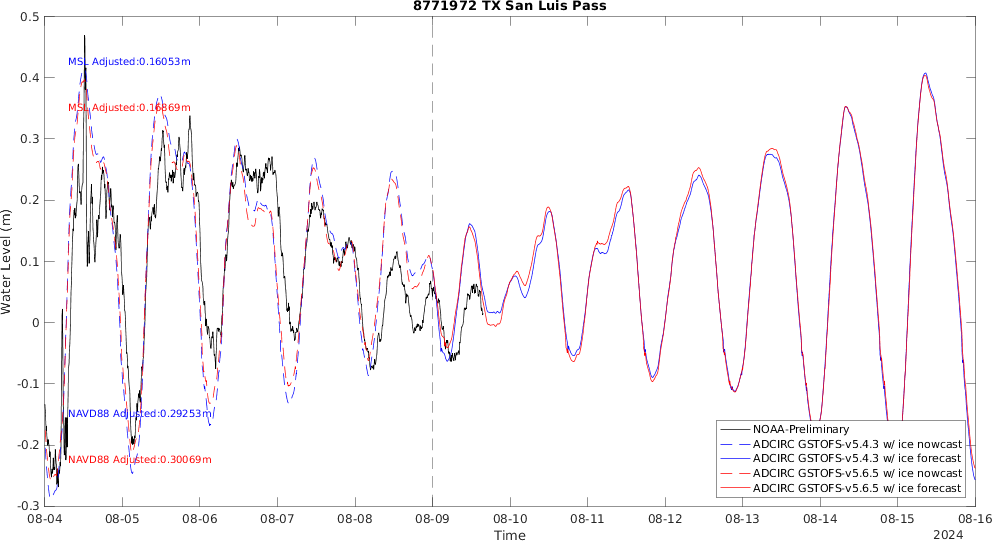 8771972 TX San Luis Pass
Water Level (m)
0.5
0.4
0.3
0.2
0.1
0
-0.1
-0.2
-0.3
MSL Adjusted:0.16053m
MSL Adjusted:0.16869m
NAVD88 Adjusted:0.29253m
NAVD88 Adjusted:0.30069m
NOAA-Preliminary
ADCIRC GSTOFS-v5.4.3 w/ ice nowcast
ADCIRC GSTOFS-v5.4.3 w/ ice forecast
ADCIRC GSTOFS-v5.6.5 w/ ice nowcast
ADCIRC GSTOFS-v5.6.5 w/ ice forecast
08-04 08-05 08-06 08-07 08-08 08-09 08-10 08-11 08-12 08-13 08-14 08-15 08-16
Time
2024